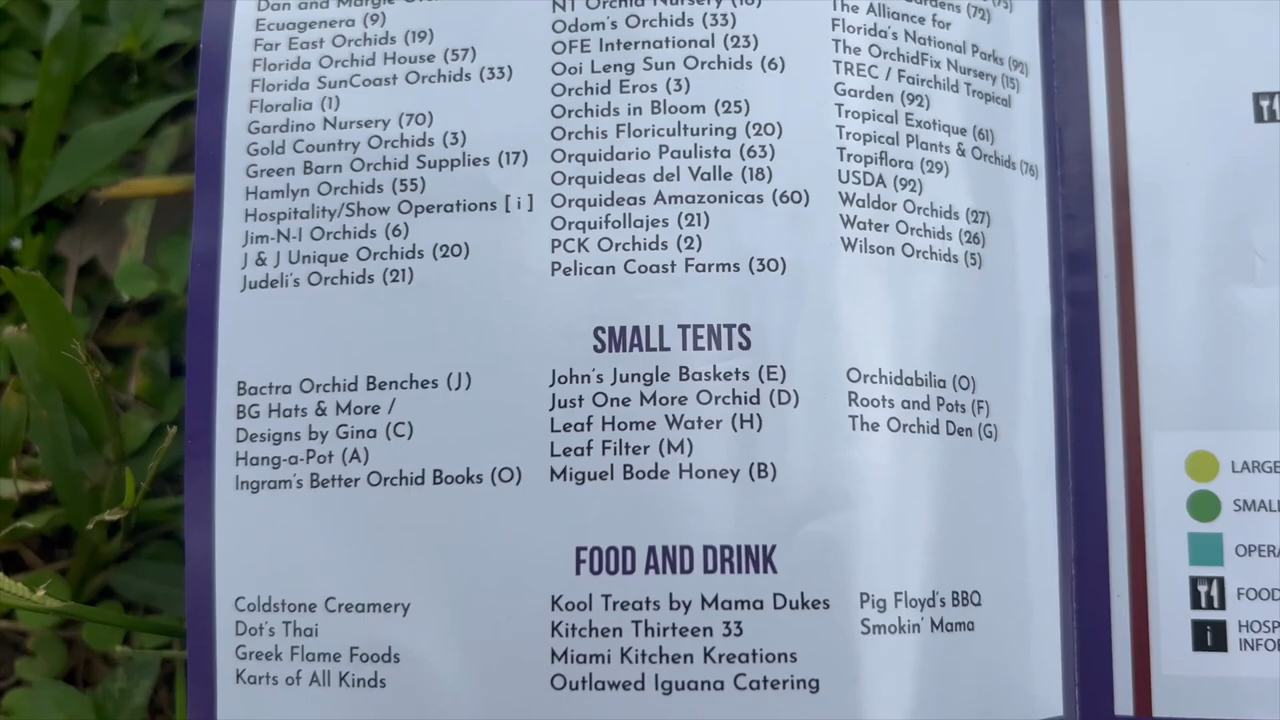 Dan and Margie
Ecuagenera (9)
Far East Orchids (19)
Florida Orchid House (57)
Florida SunCoast Orchids (33)
Floralia (1)
Gardino Nursery (70)
Gold Country Orchids (3)
Green Barn Orchid Supplies (17)
Hamlyn Orchids (55)
Hospitality/Show Operations [ i ]
Jim-N-I Orchids (6)
J & J Unique Orchids (20)
Judeli's Orchids (21)
NT Orchid Nursery
Odom's Orchids (33)
OFE International (23)
Ooi Leng Sun Orchids (6)
Orchid Eros (3)
Orchids in Bloom (25)
Orchis Floriculturing (20)
Orquidario Paulista (63)
Orquideas del Valle (18)
Orquideas Amazonicas (60)
Orquifollajes (21)
PCK Orchids (2)
Pelican Coast Farms (30)
(72)
The Alliance for
Florida's National Parks (92)
The OrchidFix Nursery (15)
TREC / Fairchild Tropical
Garden (92)
Tropical Exotique (61)
Tropical Plants & Orchids (76)
Tropiflora (29)
USDA (92)
Waldor Orchids (27)
Water Orchids (26)
Wilson Orchids (5)
SMALL TENTS
Bactra Orchid Benches (J)
BG Hats & More /
Designs by Gina (C)
Hang-a-Pot (A)
Ingram's Better Orchid Books (O)
John's Jungle Baskets (E)
Just One More Orchid (D)
Leaf Home Water (H)
Leaf Filter (M)
Miguel Bode Honey (B)
Orchidabilia (O)
Roots and Pots (F)
The Orchid Den (G)
FOOD AND DRINK
Coldstone Creamery
Dot's Thai
Greek Flame Foods
Karts of All Kinds
Kool Treats by Mama Dukes
Kitchen Thirteen 33
Miami Kitchen Kreations
Outlawed Iguana Catering
Pig Floyd's BBQ
Smokin' Mama
LARGE
SMAL
OPERA
FOOD
i
HOSP
INFO